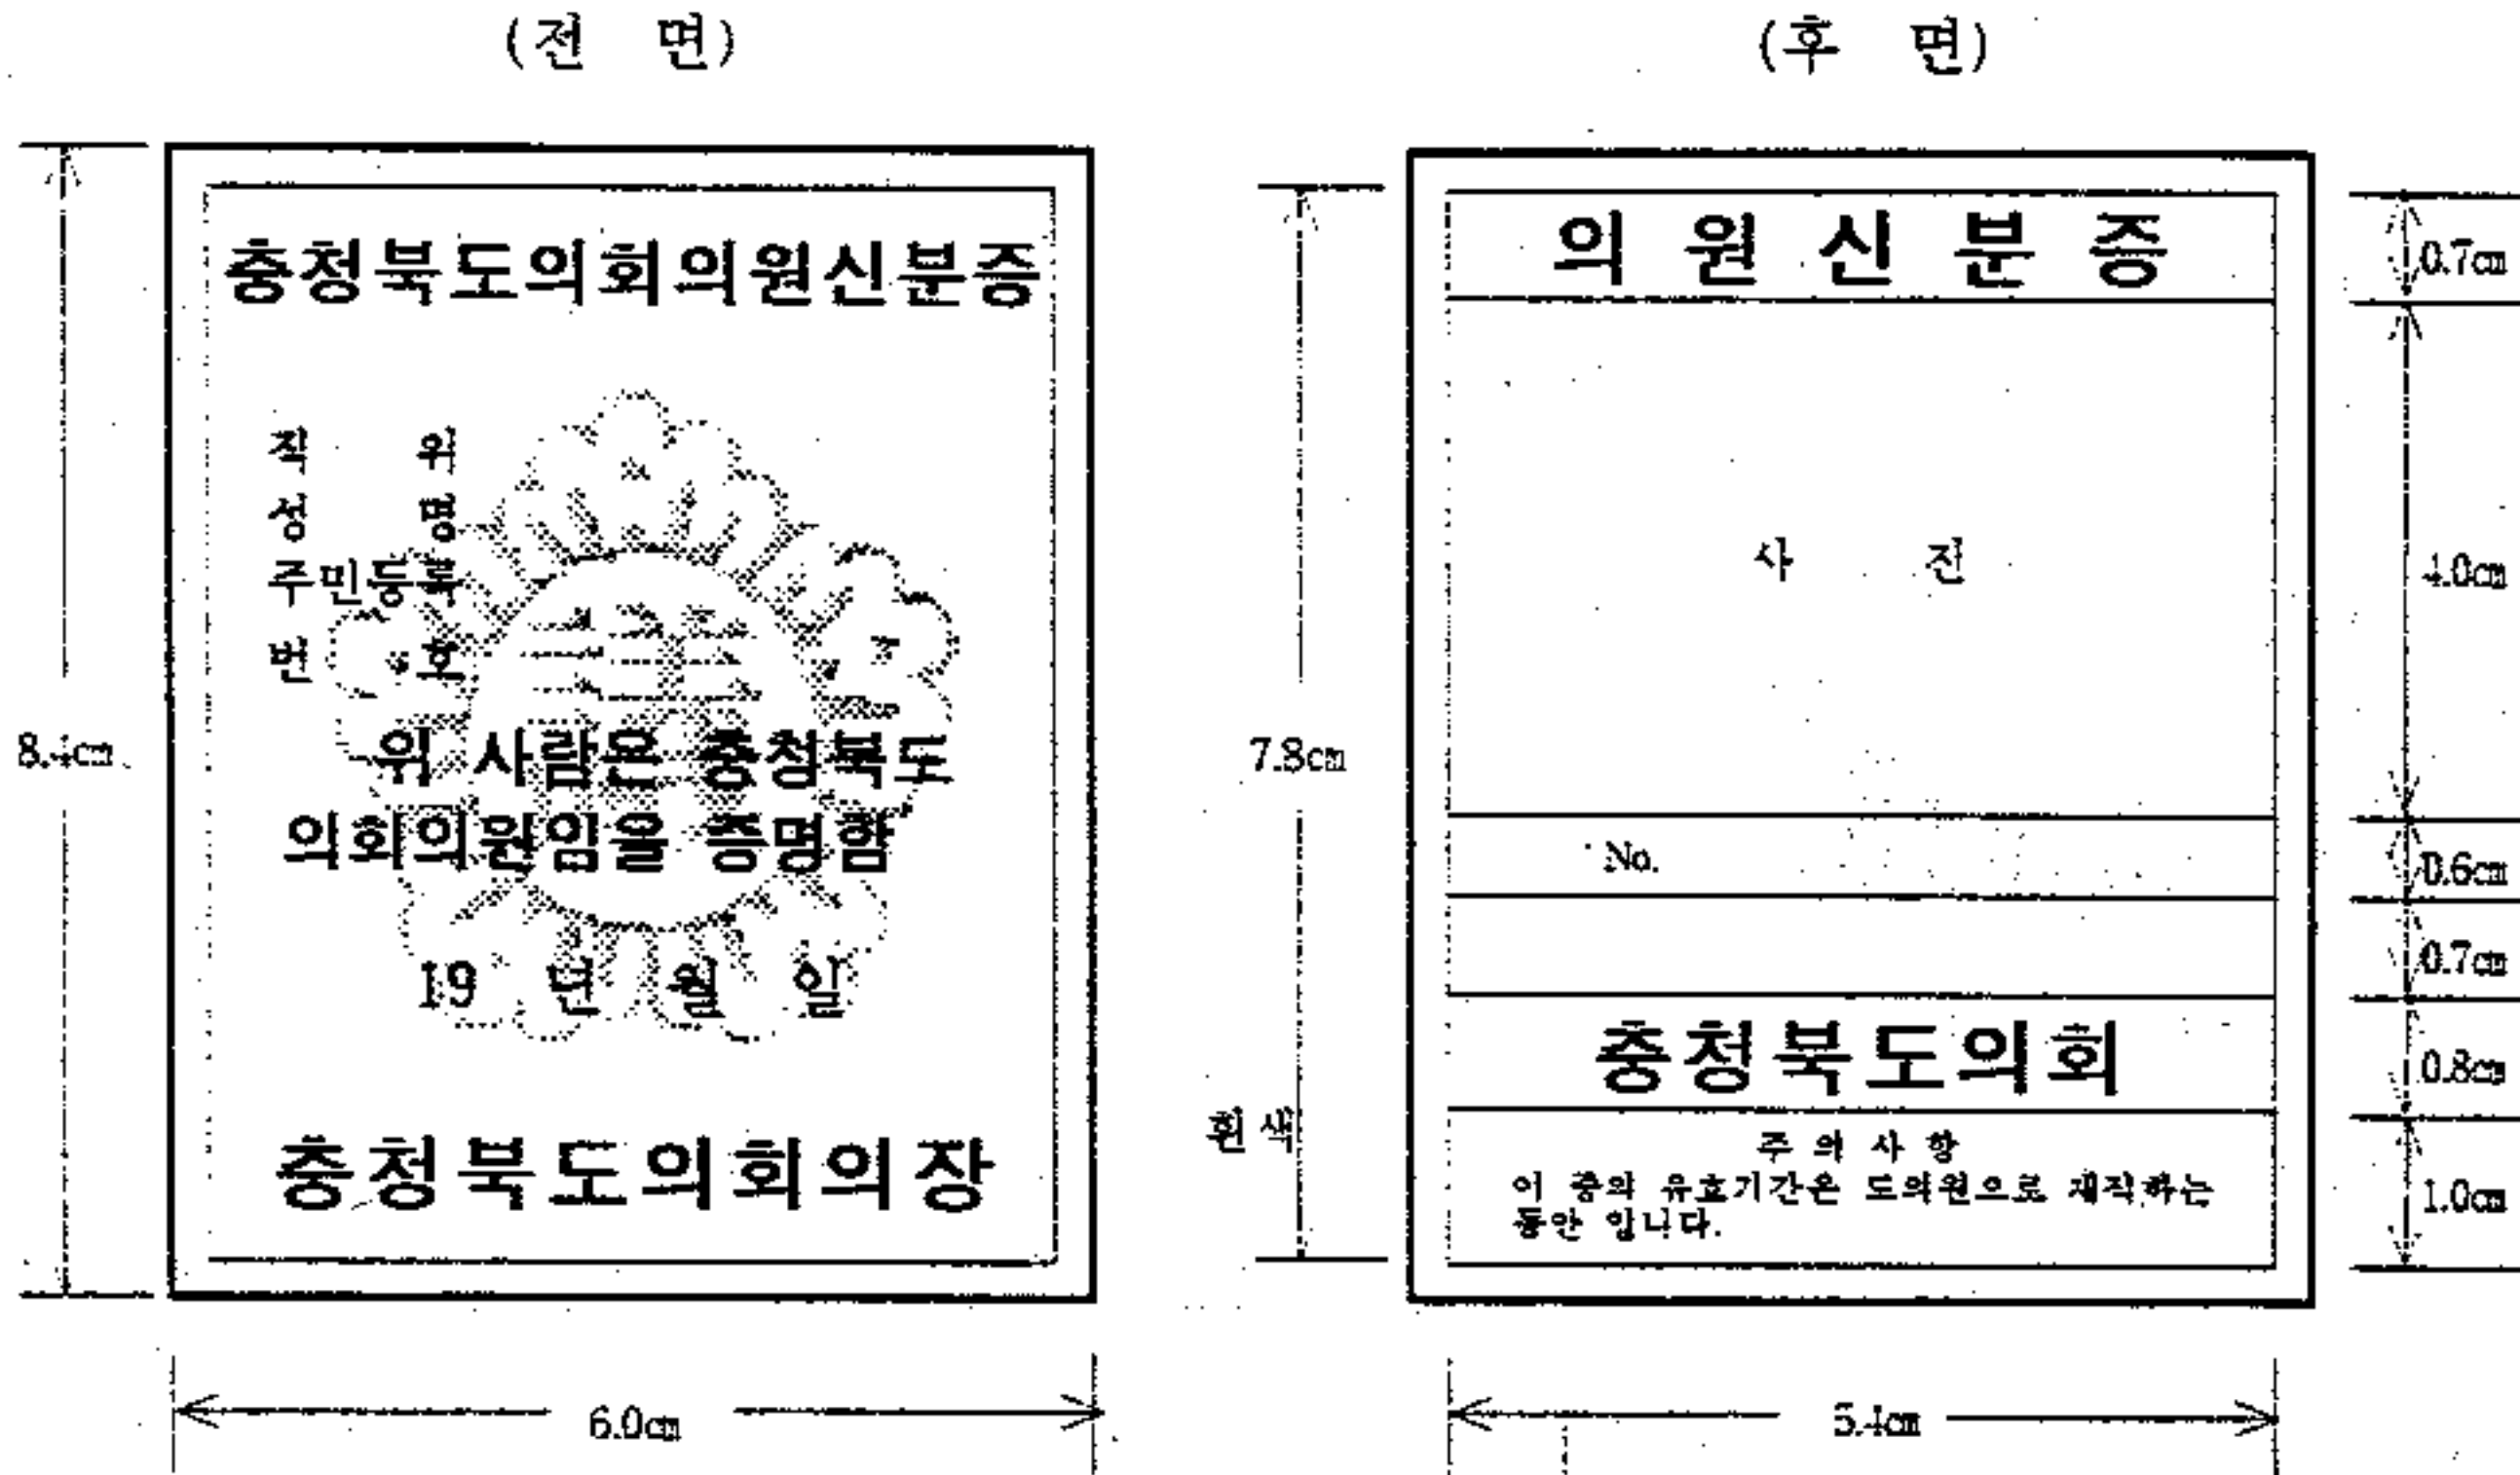 (전 면)
충청북도의회의원신분증
직 위
성 명
주민등록
번 호
위 사람은 충청북도
의회의원임을 증명함
19 년 월 일
충청북도의회의장
8.4㎝
6.0㎝
(후 면)
의 원 신 분 증
사 진
No.
충청북도의회
주 의 사 항
이 증의 유효기간은 도의원으로 재직하는
동안 입니다.
7.8㎝
흰색
5.4㎝
0.7㎝
4.0㎝
0.6㎝
0.7㎝
0.8㎝
1.0㎝